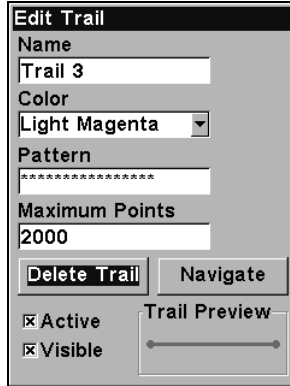 Edit Trail
Name
Trail 3
Color
Light Magenta
Pattern
***************
Maximum Points
2000
Delete Trail Navigate
Active
Visible
Trail Preview